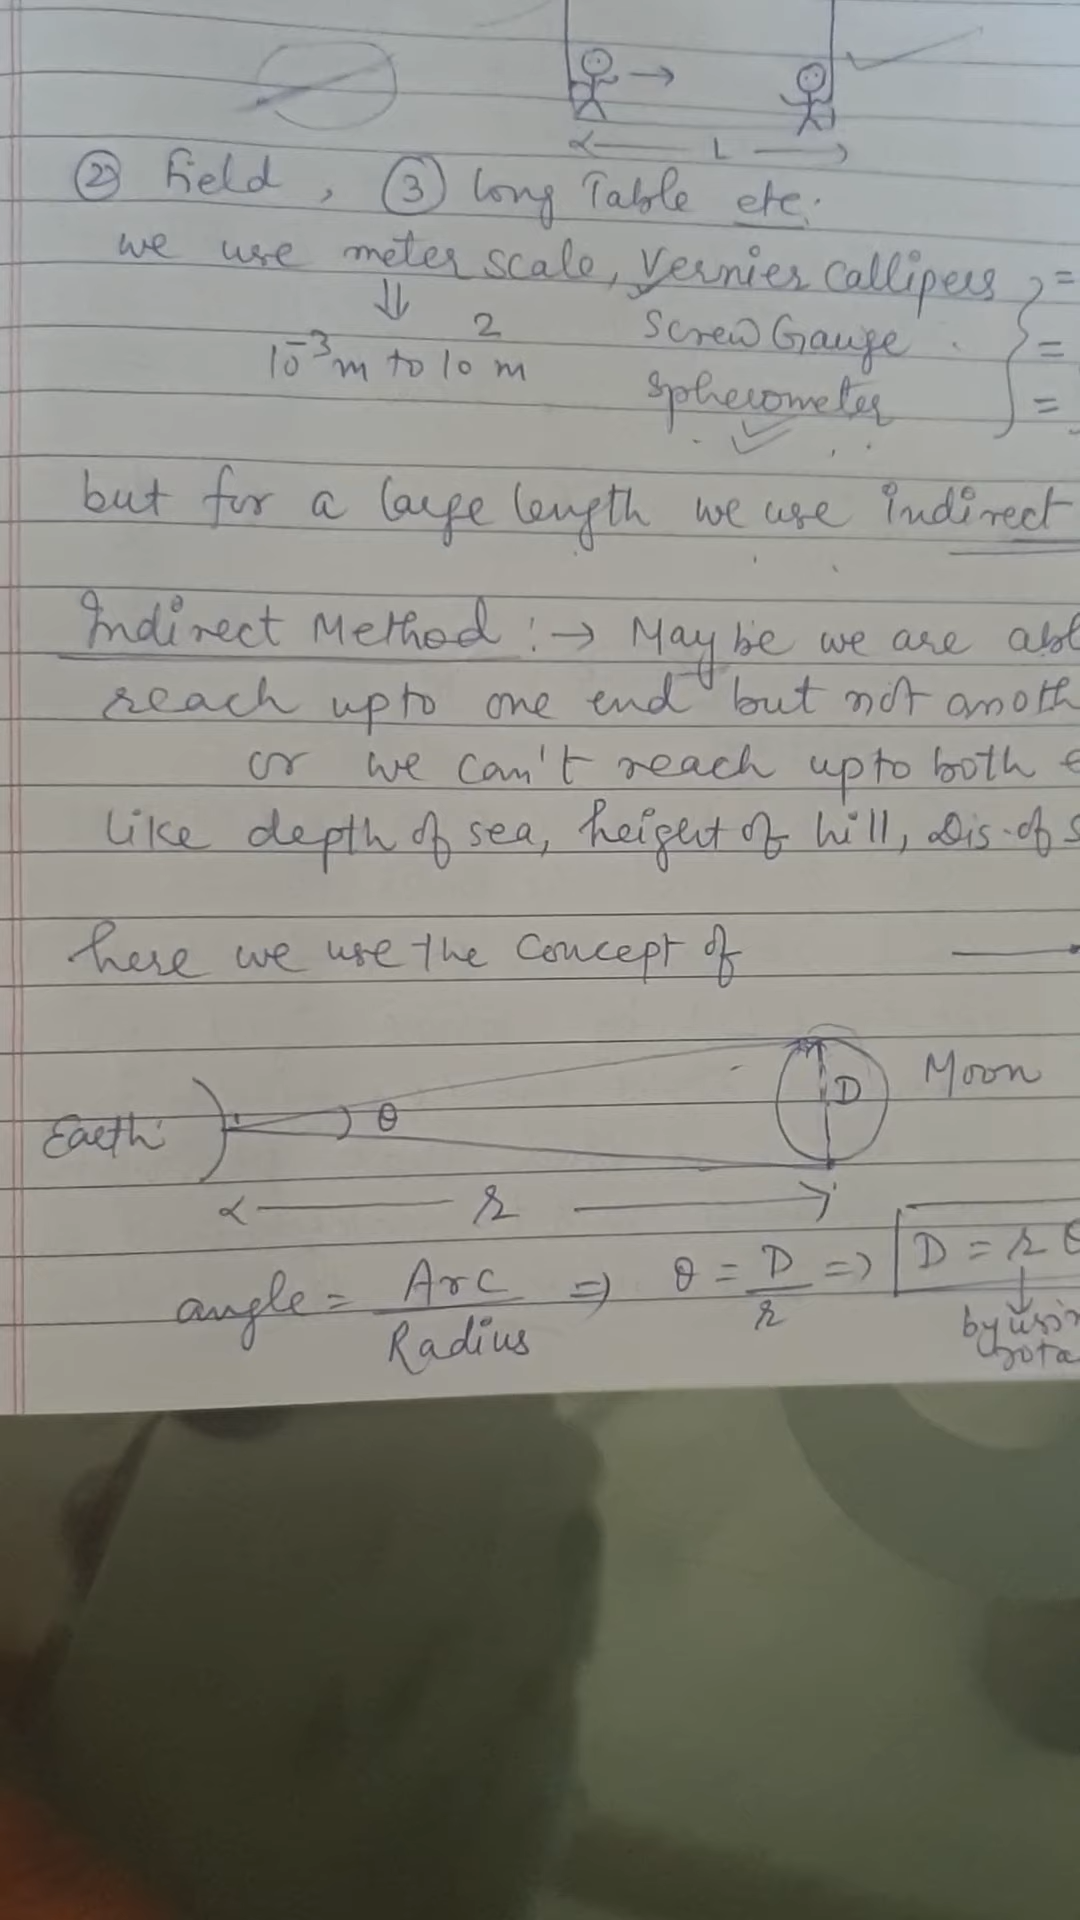 L
② field, ③ long Table etc.
we use meter scale, Vernier Callipers } =
⇓ Screw Gauge =
10⁻³m to 10²m Spherometer =
but for a large length we use indirect
Indirect Method :→ May be we are
reach upto one end but not
or we can't reach upto both
like depth of sea, height of hill, Dis. of
here we use the concept of
Moon
D
Earth θ
r
angle = Arc / Radius ⇒ θ = D / r ⇒ D = r θ
by